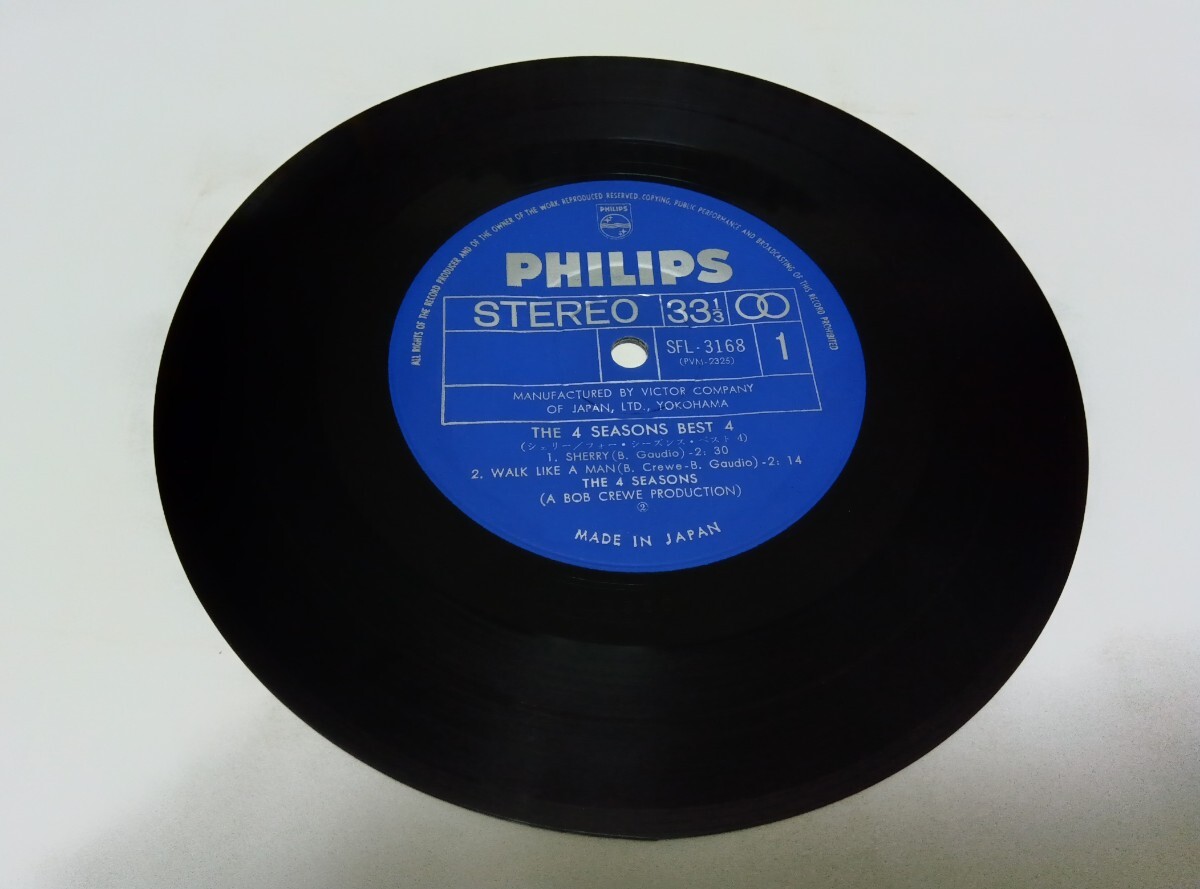 ALL RIGHTS OF THE RECORD PRODUCER AND OF THE OWNER OF THE WORK REPRODUCED RESERVED. COPYING, PUBLIC PERFORMANCE AND BROADCASTING OF THIS RECORD PROHIBITED
PHILIPS
PHILIPS
STEREO 33 1/3
SFL-3168 1
(PVM-2325)
MANUFACTURED BY VICTOR COMPANY
OF JAPAN, LTD., YOKOHAMA
THE 4 SEASONS BEST 4
(シェリー／フォー・シーズンス・ベスト 4)
1. SHERRY (B. Gaudio) -2: 30
2. WALK LIKE A MAN (B. Crewe-B. Gaudio) -2: 14
THE 4 SEASONS
(A BOB CREWE PRODUCTION)
②
MADE IN JAPAN